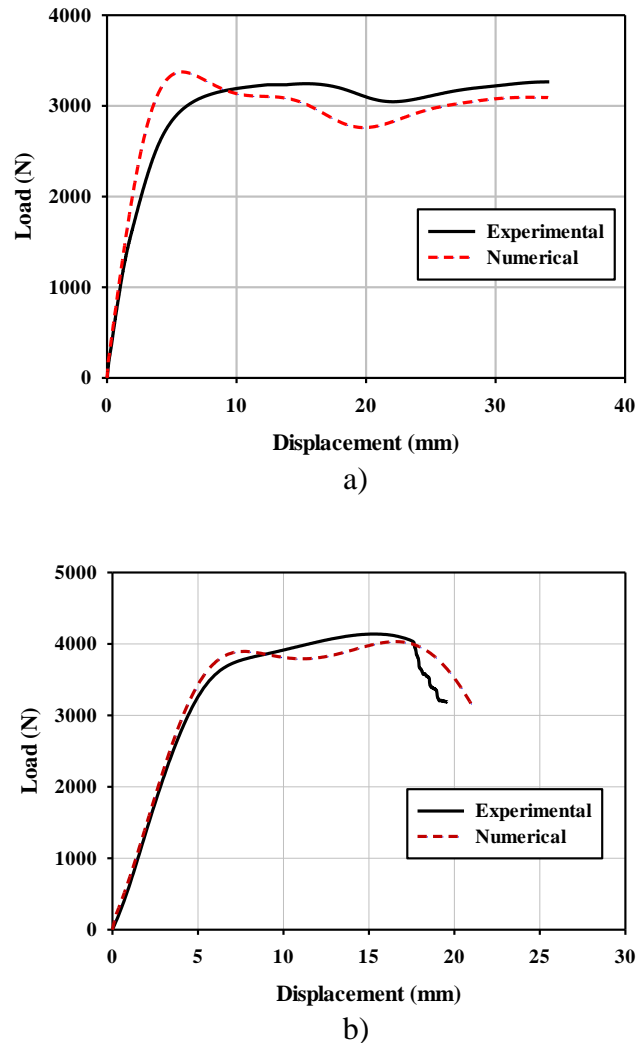 4000
3000
2000
1000
0
Load (N)
Experimental
Numerical
0 10 20 30 40
Displacement (mm)
a)
5000
4000
3000
2000
1000
0
Load (N)
Experimental
Numerical
0 5 10 15 20 25 30
Displacement (mm)
b)